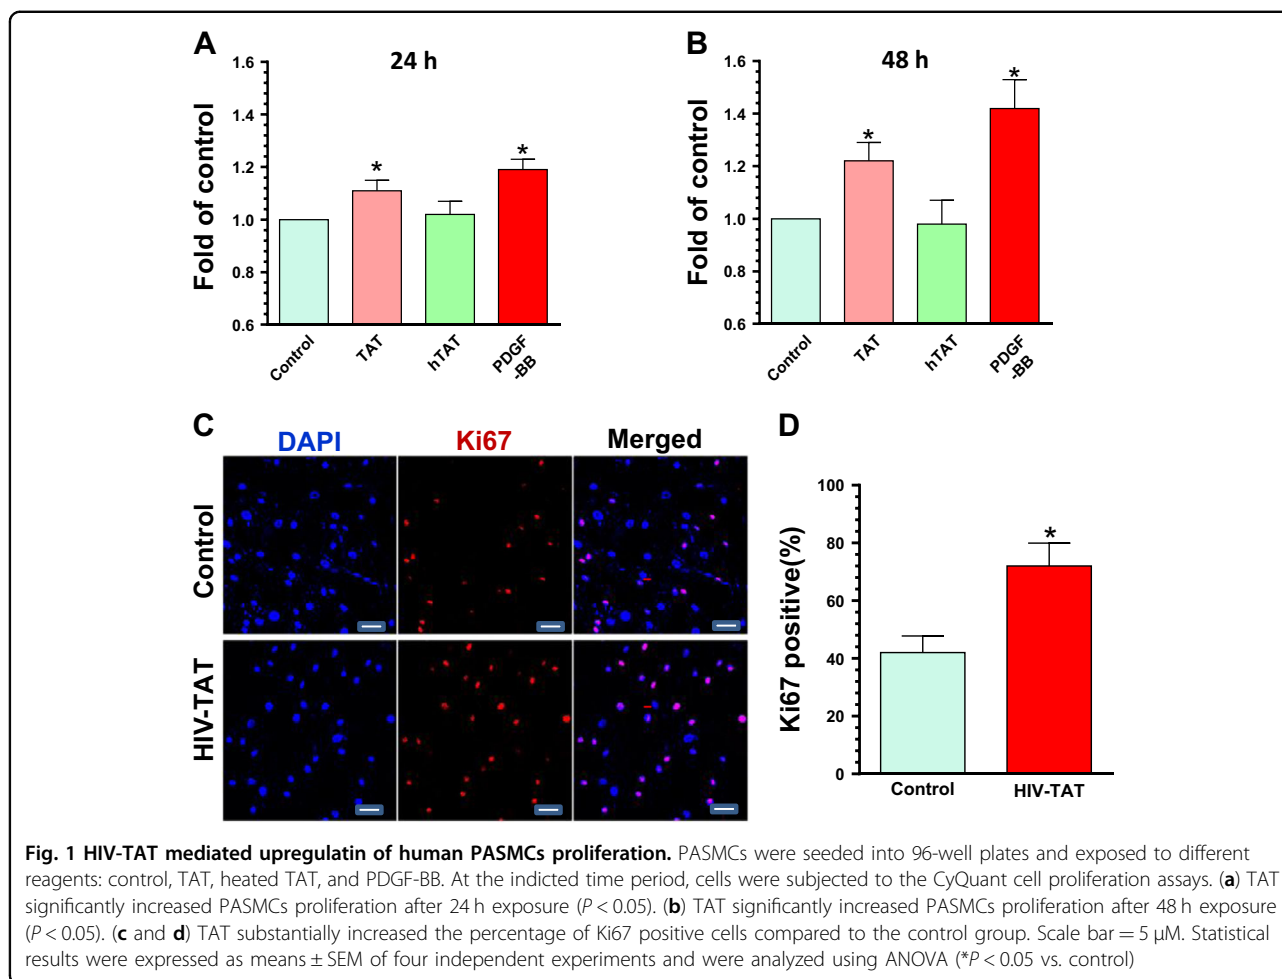 A
B
24 h
48 h
Fold of control
1.6
1.4
1.2
1.0
0.8
0.6
Control
TAT
hTAT
PDGF
-BB
Fold of control
1.6
1.4
1.2
1.0
0.8
0.6
Control
TAT
hTAT
PDGF
-BB
*
*
*
*
C
DAPI
Ki67
Merged
Control
HIV-TAT
D
Ki67 positive(%)
100
80
60
40
20
0
*
Control
HIV-TAT
Fig. 1 HIV-TAT mediated upregulatin of human PASMCs proliferation. PASMCs were seeded into 96-well plates and exposed to different
reagents: control, TAT, heated TAT, and PDGF-BB. At the indicted time period, cells were subjected to the CyQuant cell proliferation assays. (a) TAT
significantly increased PASMCs proliferation after 24 h exposure (P < 0.05). (b) TAT significantly increased PASMCs proliferation after 48 h exposure
(P < 0.05). (c and d) TAT substantially increased the percentage of Ki67 positive cells compared to the control group. Scale bar = 5 μM. Statistical
results were expressed as means ± SEM of four independent experiments and were analyzed using ANOVA (*P < 0.05 vs. control)